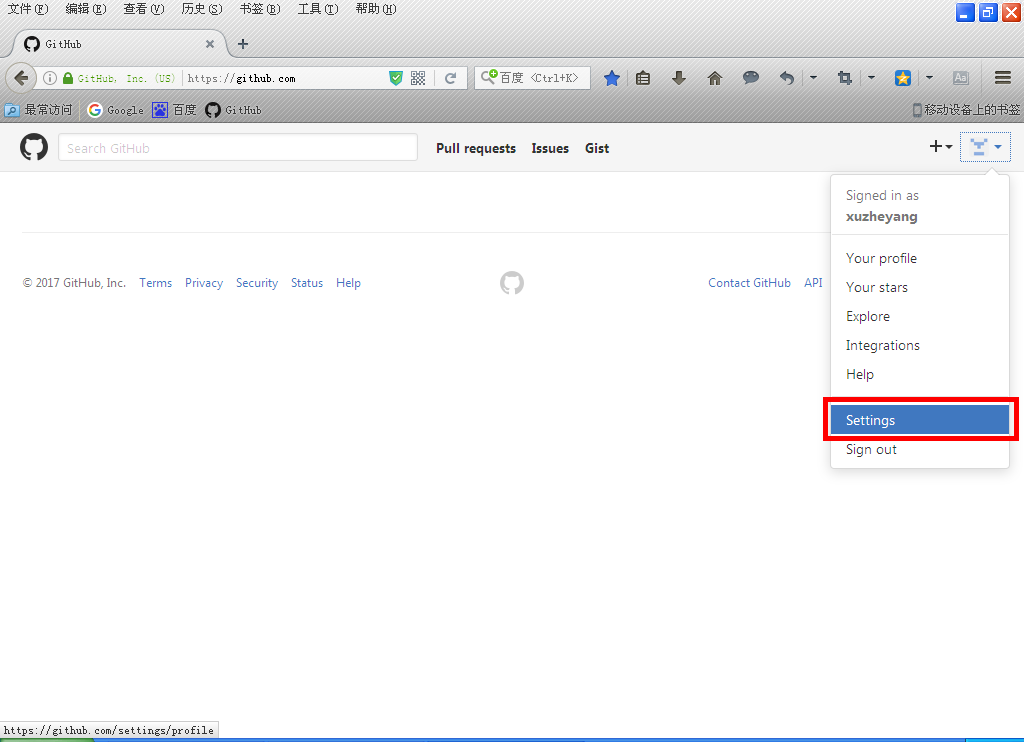 文件(F) 编辑(E) 查看(V) 历史(S) 书签(B) 工具(T) 帮助(H)
GitHub
GitHub, Inc. (US) https://github.com 百度 <Ctrl+K> Aa
最常访问 Google 百度 GitHub 移动设备上的书签
Search GitHub Pull requests Issues Gist
Signed in as
xuzheyang
Your profile
Your stars
Explore
Integrations
Help
Settings
Sign out
© 2017 GitHub, Inc. Terms Privacy Security Status Help Contact GitHub API
https://github.com/settings/profile